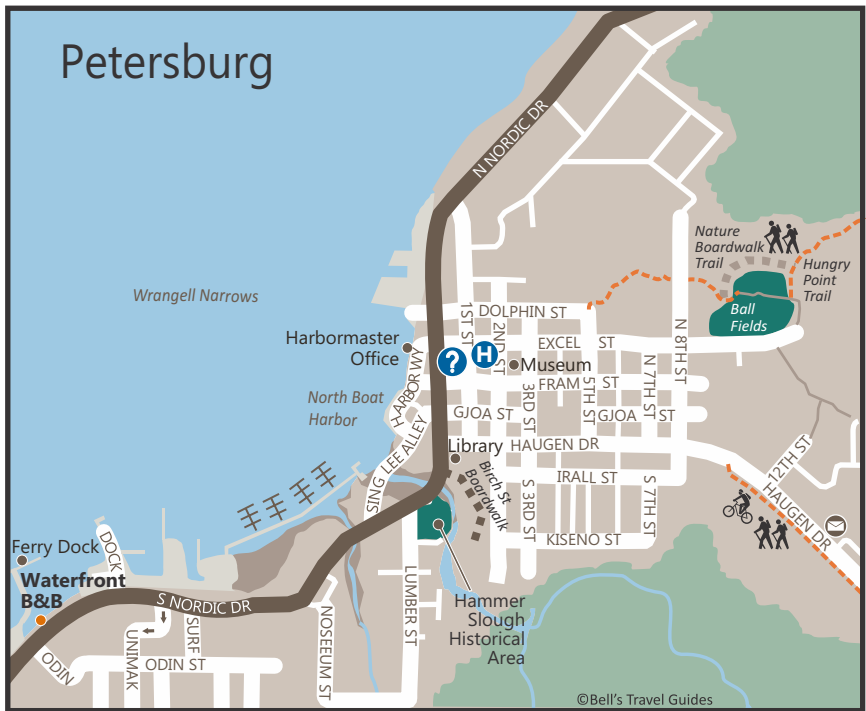 Petersburg
N NORDIC DR
Nature
Boardwalk
Trail
Hungry
Point
Trail
Wrangell Narrows
Ball
Fields
1ST ST
2ND ST
DOLPHIN ST
N 8TH ST
Harbormaster
Office
EXCEL ST
?
H
Museum
HARBOR WY
FRAM ST
3RD ST
5TH ST
N 7TH ST
North Boat
Harbor
GJOA ST
GJOA ST
SING LEE ALLEY
Library
HAUGEN DR
12TH ST
HAUGEN DR
Birch St
Boardwalk
IRALL ST
S 3RD ST
S 7TH ST
KISENO ST
Ferry Dock
DOCK
Waterfront
B&B
S NORDIC DR
LUMBER ST
Hammer
Slough
Historical
Area
NOSEEUM ST
SURF
UNIMAK
ODIN
ODIN ST
©Bell's Travel Guides